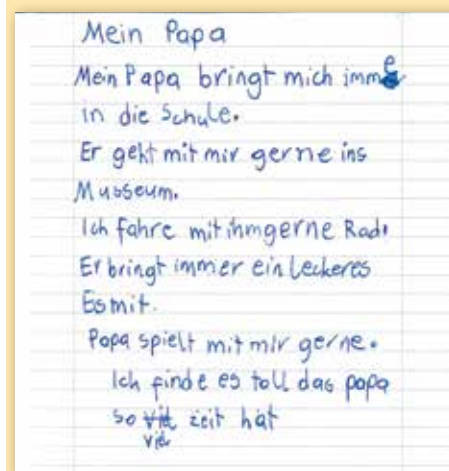 Mein Papa
Mein Papa bringt mich imme
in die Schule.
Er geht mit mir gerne ins
Musseum.
Ich fahre mit ihm gerne Rad.
Er bringt immer ein leckeres
Es mit.
Papa spielt mit mir gerne.
Ich finde es toll das papa
so viel zeit hat